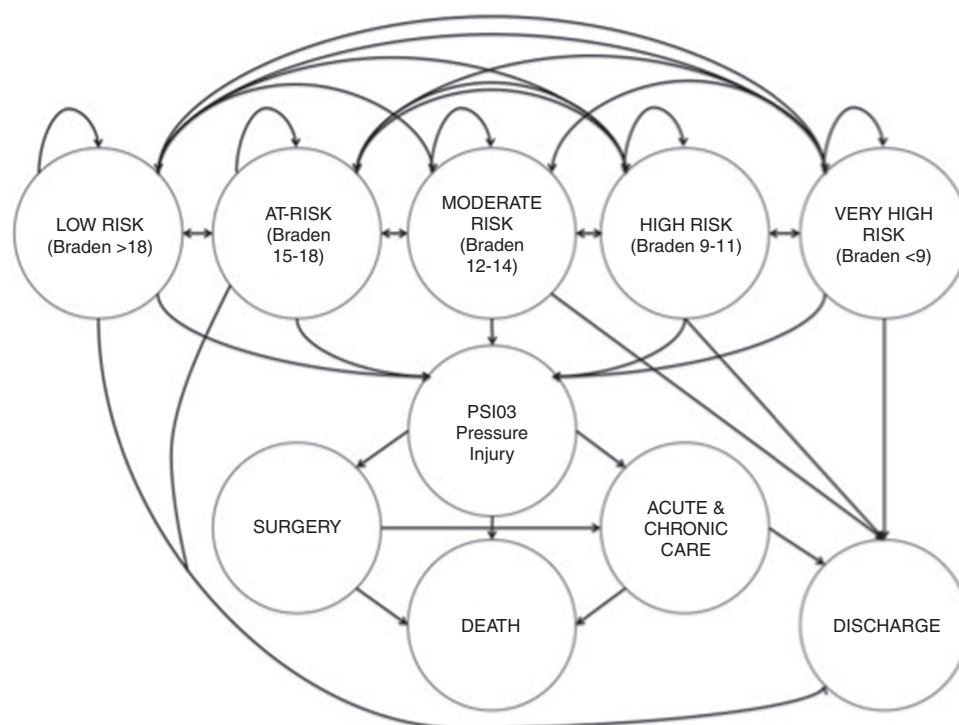 LOW RISK
(Braden >18)
AT-RISK
(Braden
15-18)
MODERATE
RISK
(Braden
12-14)
HIGH RISK
(Braden 9-11)
VERY HIGH
RISK
(Braden <9)
PSI03
Pressure
Injury
SURGERY
ACUTE &
CHRONIC
CARE
DEATH
DISCHARGE